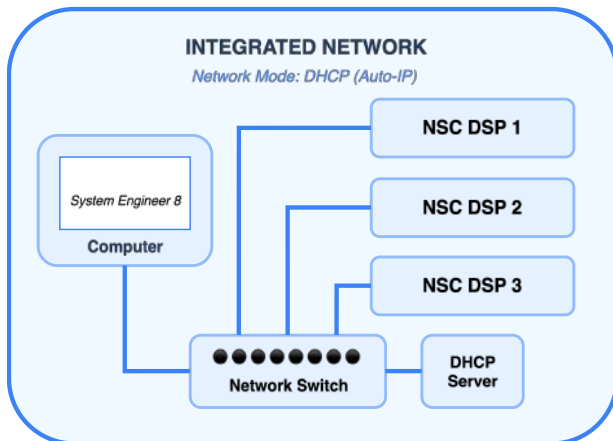 INTEGRATED NETWORK
Network Mode: DHCP (Auto-IP)
NSC DSP 1
System Engineer 8
Computer
NSC DSP 2
NSC DSP 3
Network Switch
DHCP
Server